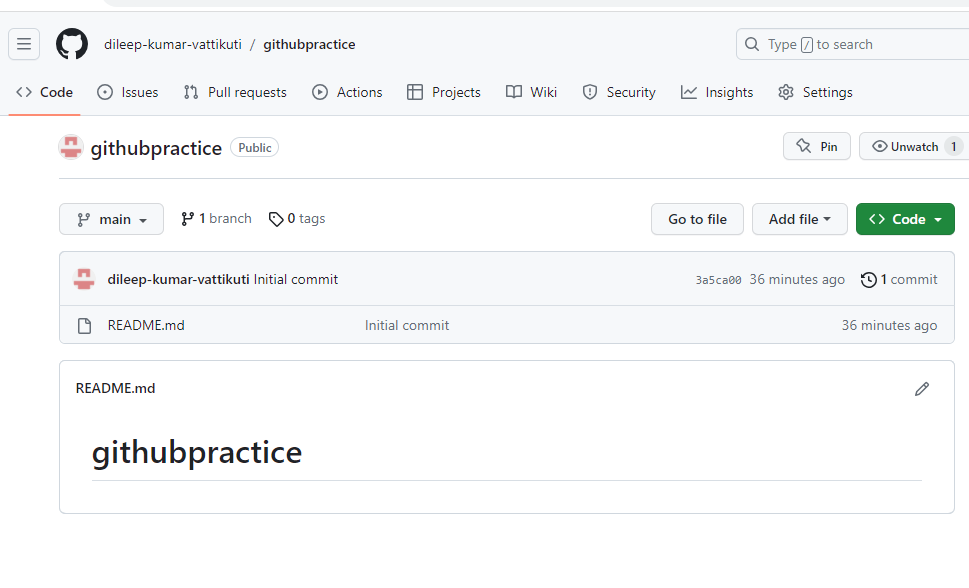 dileep-kumar-vattikuti / githubpractice
Type / to search
Code Issues Pull requests Actions Projects Wiki Security Insights Settings
githubpractice Public
Pin Unwatch 1
main 1 branch 0 tags Go to file Add file Code
dileep-kumar-vattikuti Initial commit 3a5ca00 36 minutes ago 1 commit
README.md Initial commit 36 minutes ago
README.md
githubpractice